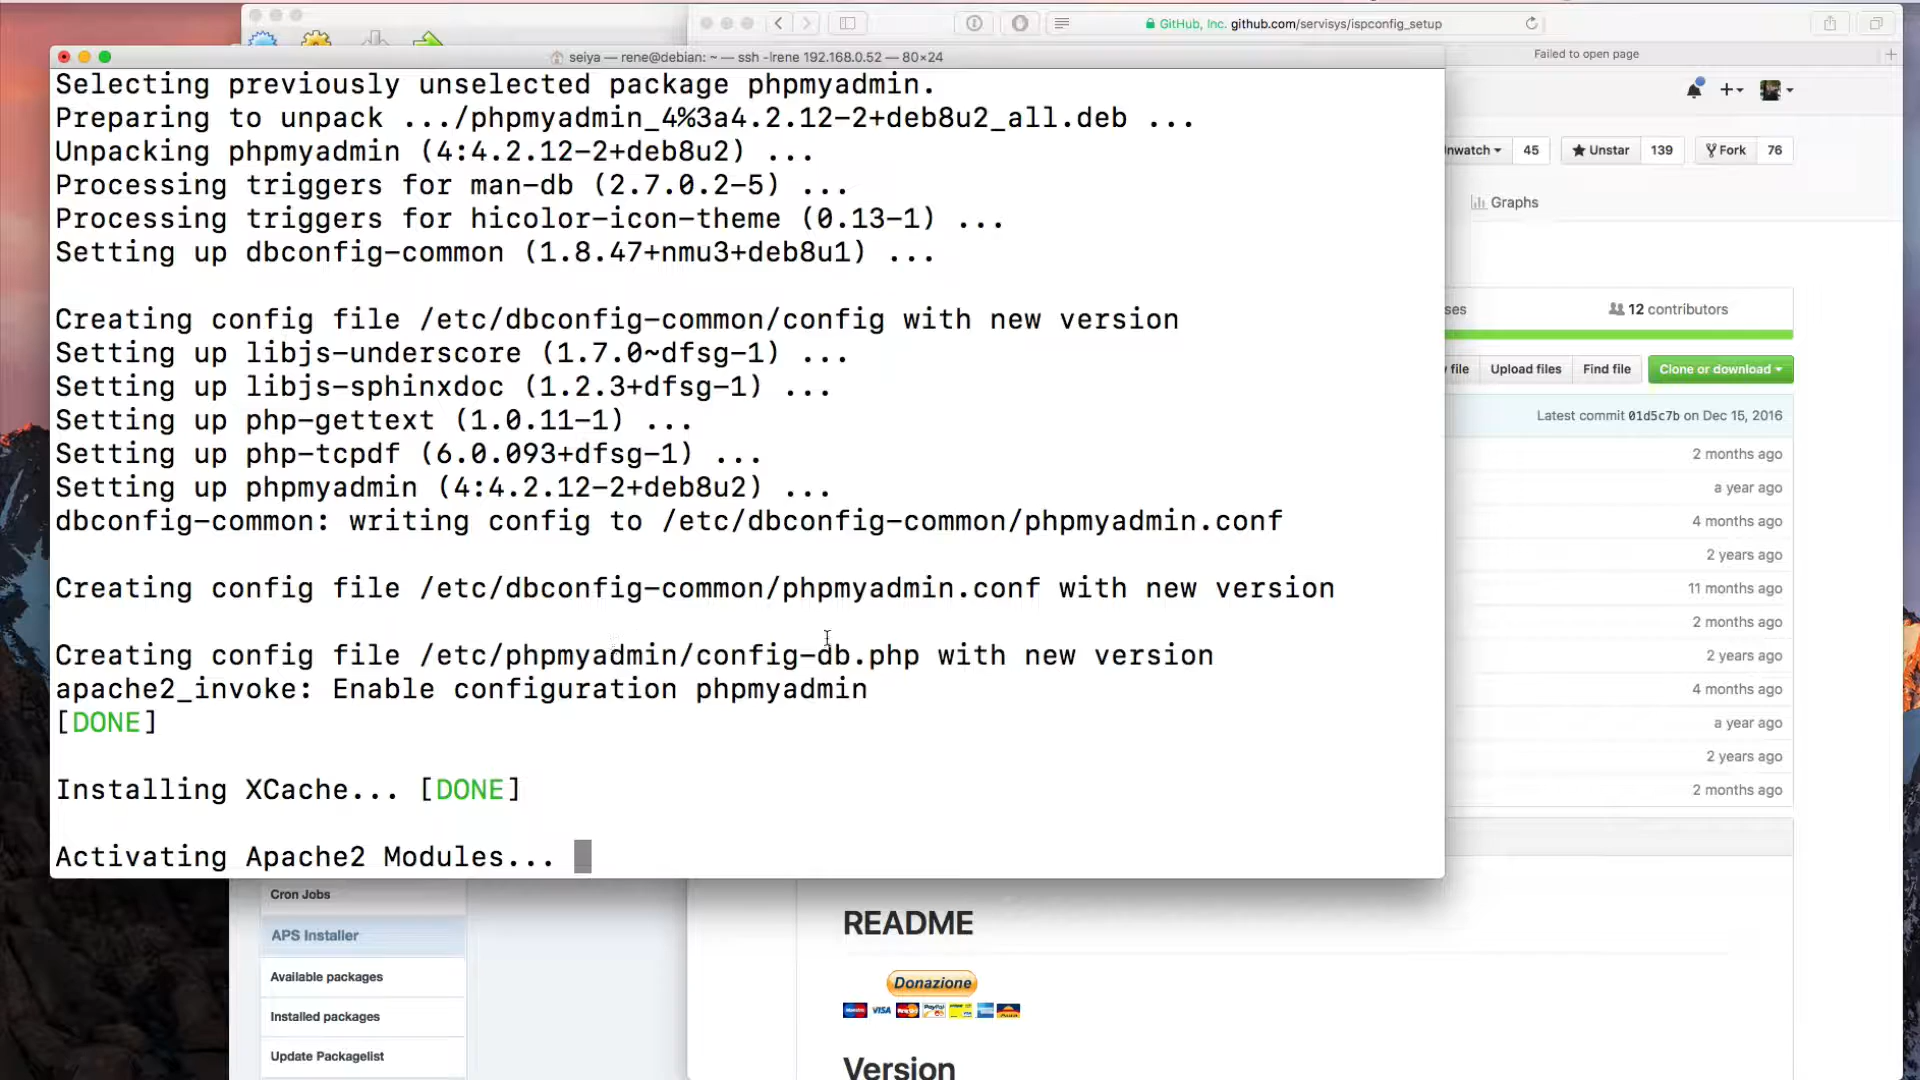 GitHub, Inc. github.com/servisys/ispconfig_setup
Failed to open page
seiya — rene@debian: ~ — ssh -lrene 192.168.0.52 — 80×24
Selecting previously unselected package phpmyadmin.
Preparing to unpack .../phpmyadmin_4%3a4.2.12-2+deb8u2_all.deb ...
Unpacking phpmyadmin (4:4.2.12-2+deb8u2) ...
Processing triggers for man-db (2.7.0.2-5) ...
Processing triggers for hicolor-icon-theme (0.13-1) ...
Setting up dbconfig-common (1.8.47+nmu3+deb8u1) ...
Creating config file /etc/dbconfig-common/config with new version
Setting up libjs-underscore (1.7.0~dfsg-1) ...
Setting up libjs-sphinxdoc (1.2.3+dfsg-1) ...
Setting up php-gettext (1.0.11-1) ...
Setting up php-tcpdf (6.0.093+dfsg-1) ...
Setting up phpmyadmin (4:4.2.12-2+deb8u2) ...
dbconfig-common: writing config to /etc/dbconfig-common/phpmyadmin.conf
Creating config file /etc/dbconfig-common/phpmyadmin.conf with new version
Creating config file /etc/phpmyadmin/config-db.php with new version
apache2_invoke: Enable configuration phpmyadmin
[DONE]
Installing XCache... [DONE]
Activating Apache2 Modules...
nwatch 45 Unstar 139 Fork 76
Graphs
ses 12 contributors
file Upload files Find file Clone or download
Latest commit 01d5c7b on Dec 15, 2016
2 months ago
a year ago
4 months ago
2 years ago
11 months ago
2 months ago
2 years ago
4 months ago
a year ago
2 years ago
2 months ago
Cron Jobs
APS Installer
Available packages
Installed packages
Update Packagelist
README
Donazione
VISA
Version